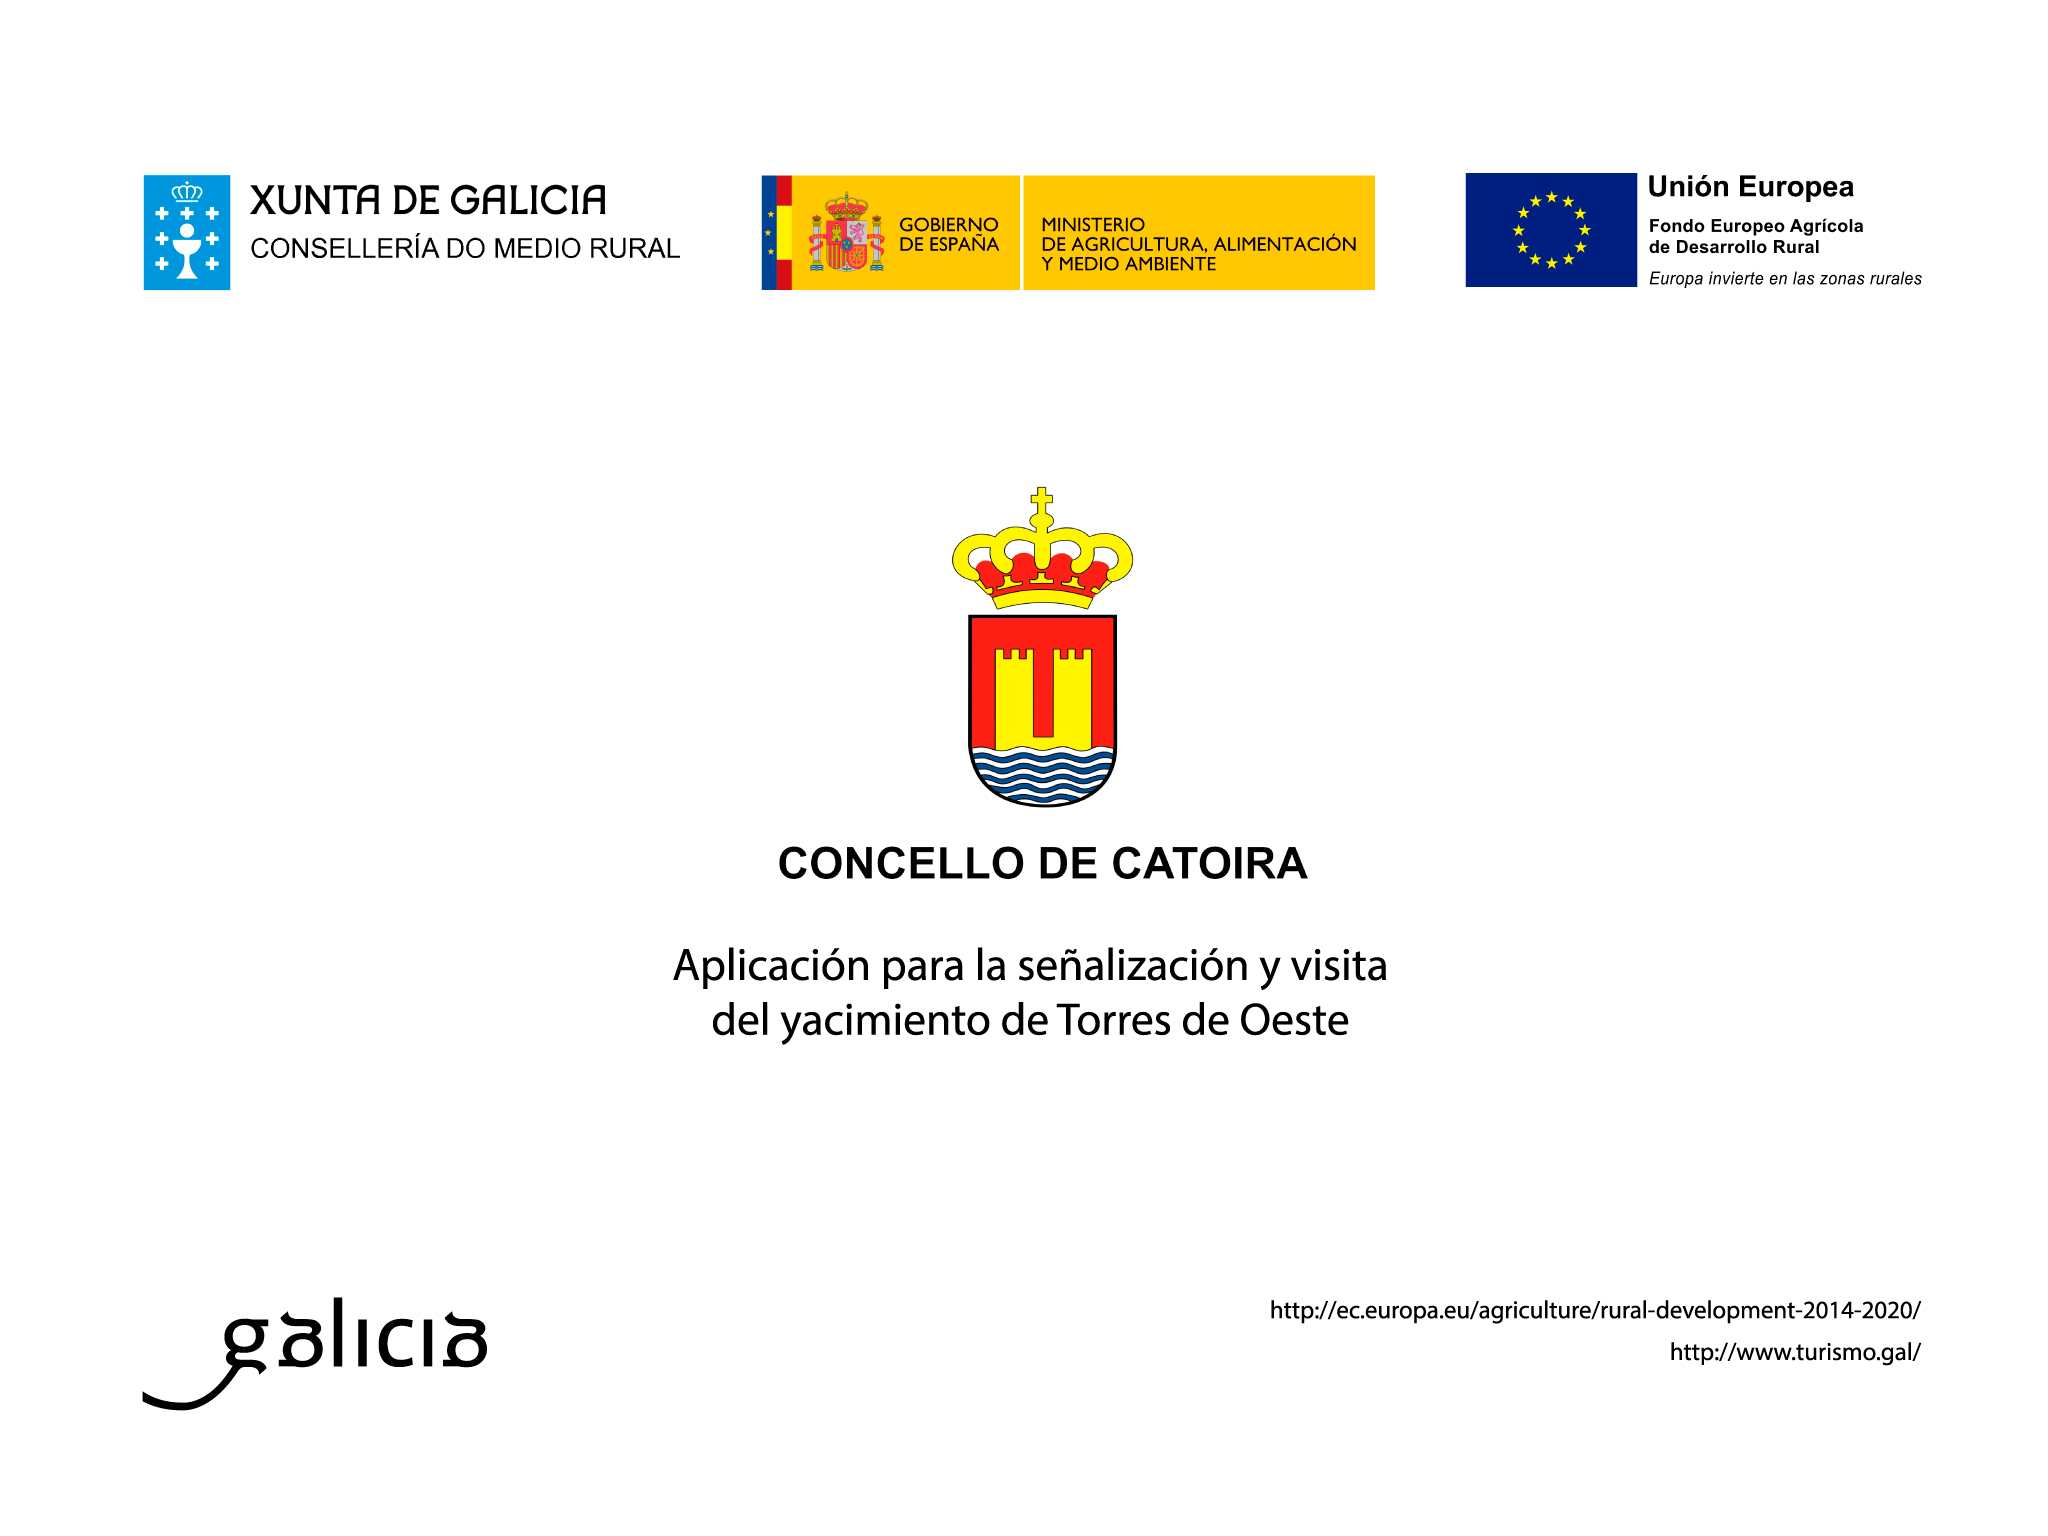 XUNTA DE GALICIA
CONSELLERÍA DO MEDIO RURAL
GOBIERNO
DE ESPAÑA
MINISTERIO
DE AGRICULTURA, ALIMENTACIÓN
Y MEDIO AMBIENTE
Unión Europea
Fondo Europeo Agrícola
de Desarrollo Rural
Europa invierte en las zonas rurales
CONCELLO DE CATOIRA
Aplicación para la señalización y visita
del yacimiento de Torres de Oeste
galicia
http://ec.europa.eu/agriculture/rural-development-2014-2020/
http://www.turismo.gal/